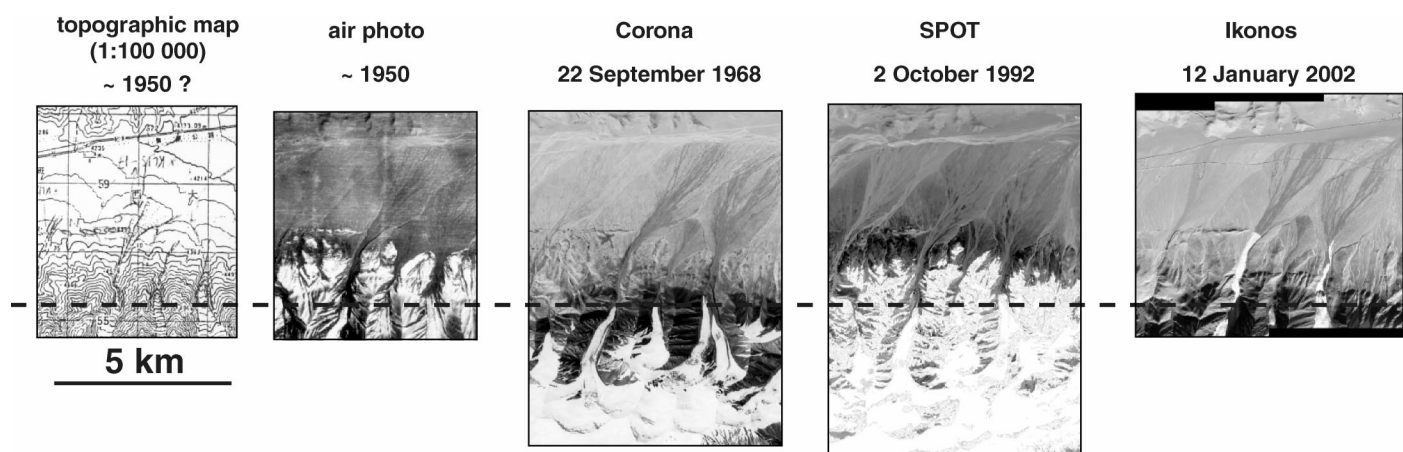 topographic map
(1:100 000)
~ 1950 ?
air photo
~ 1950
Corona
22 September 1968
SPOT
2 October 1992
Ikonos
12 January 2002
59
55
5 km